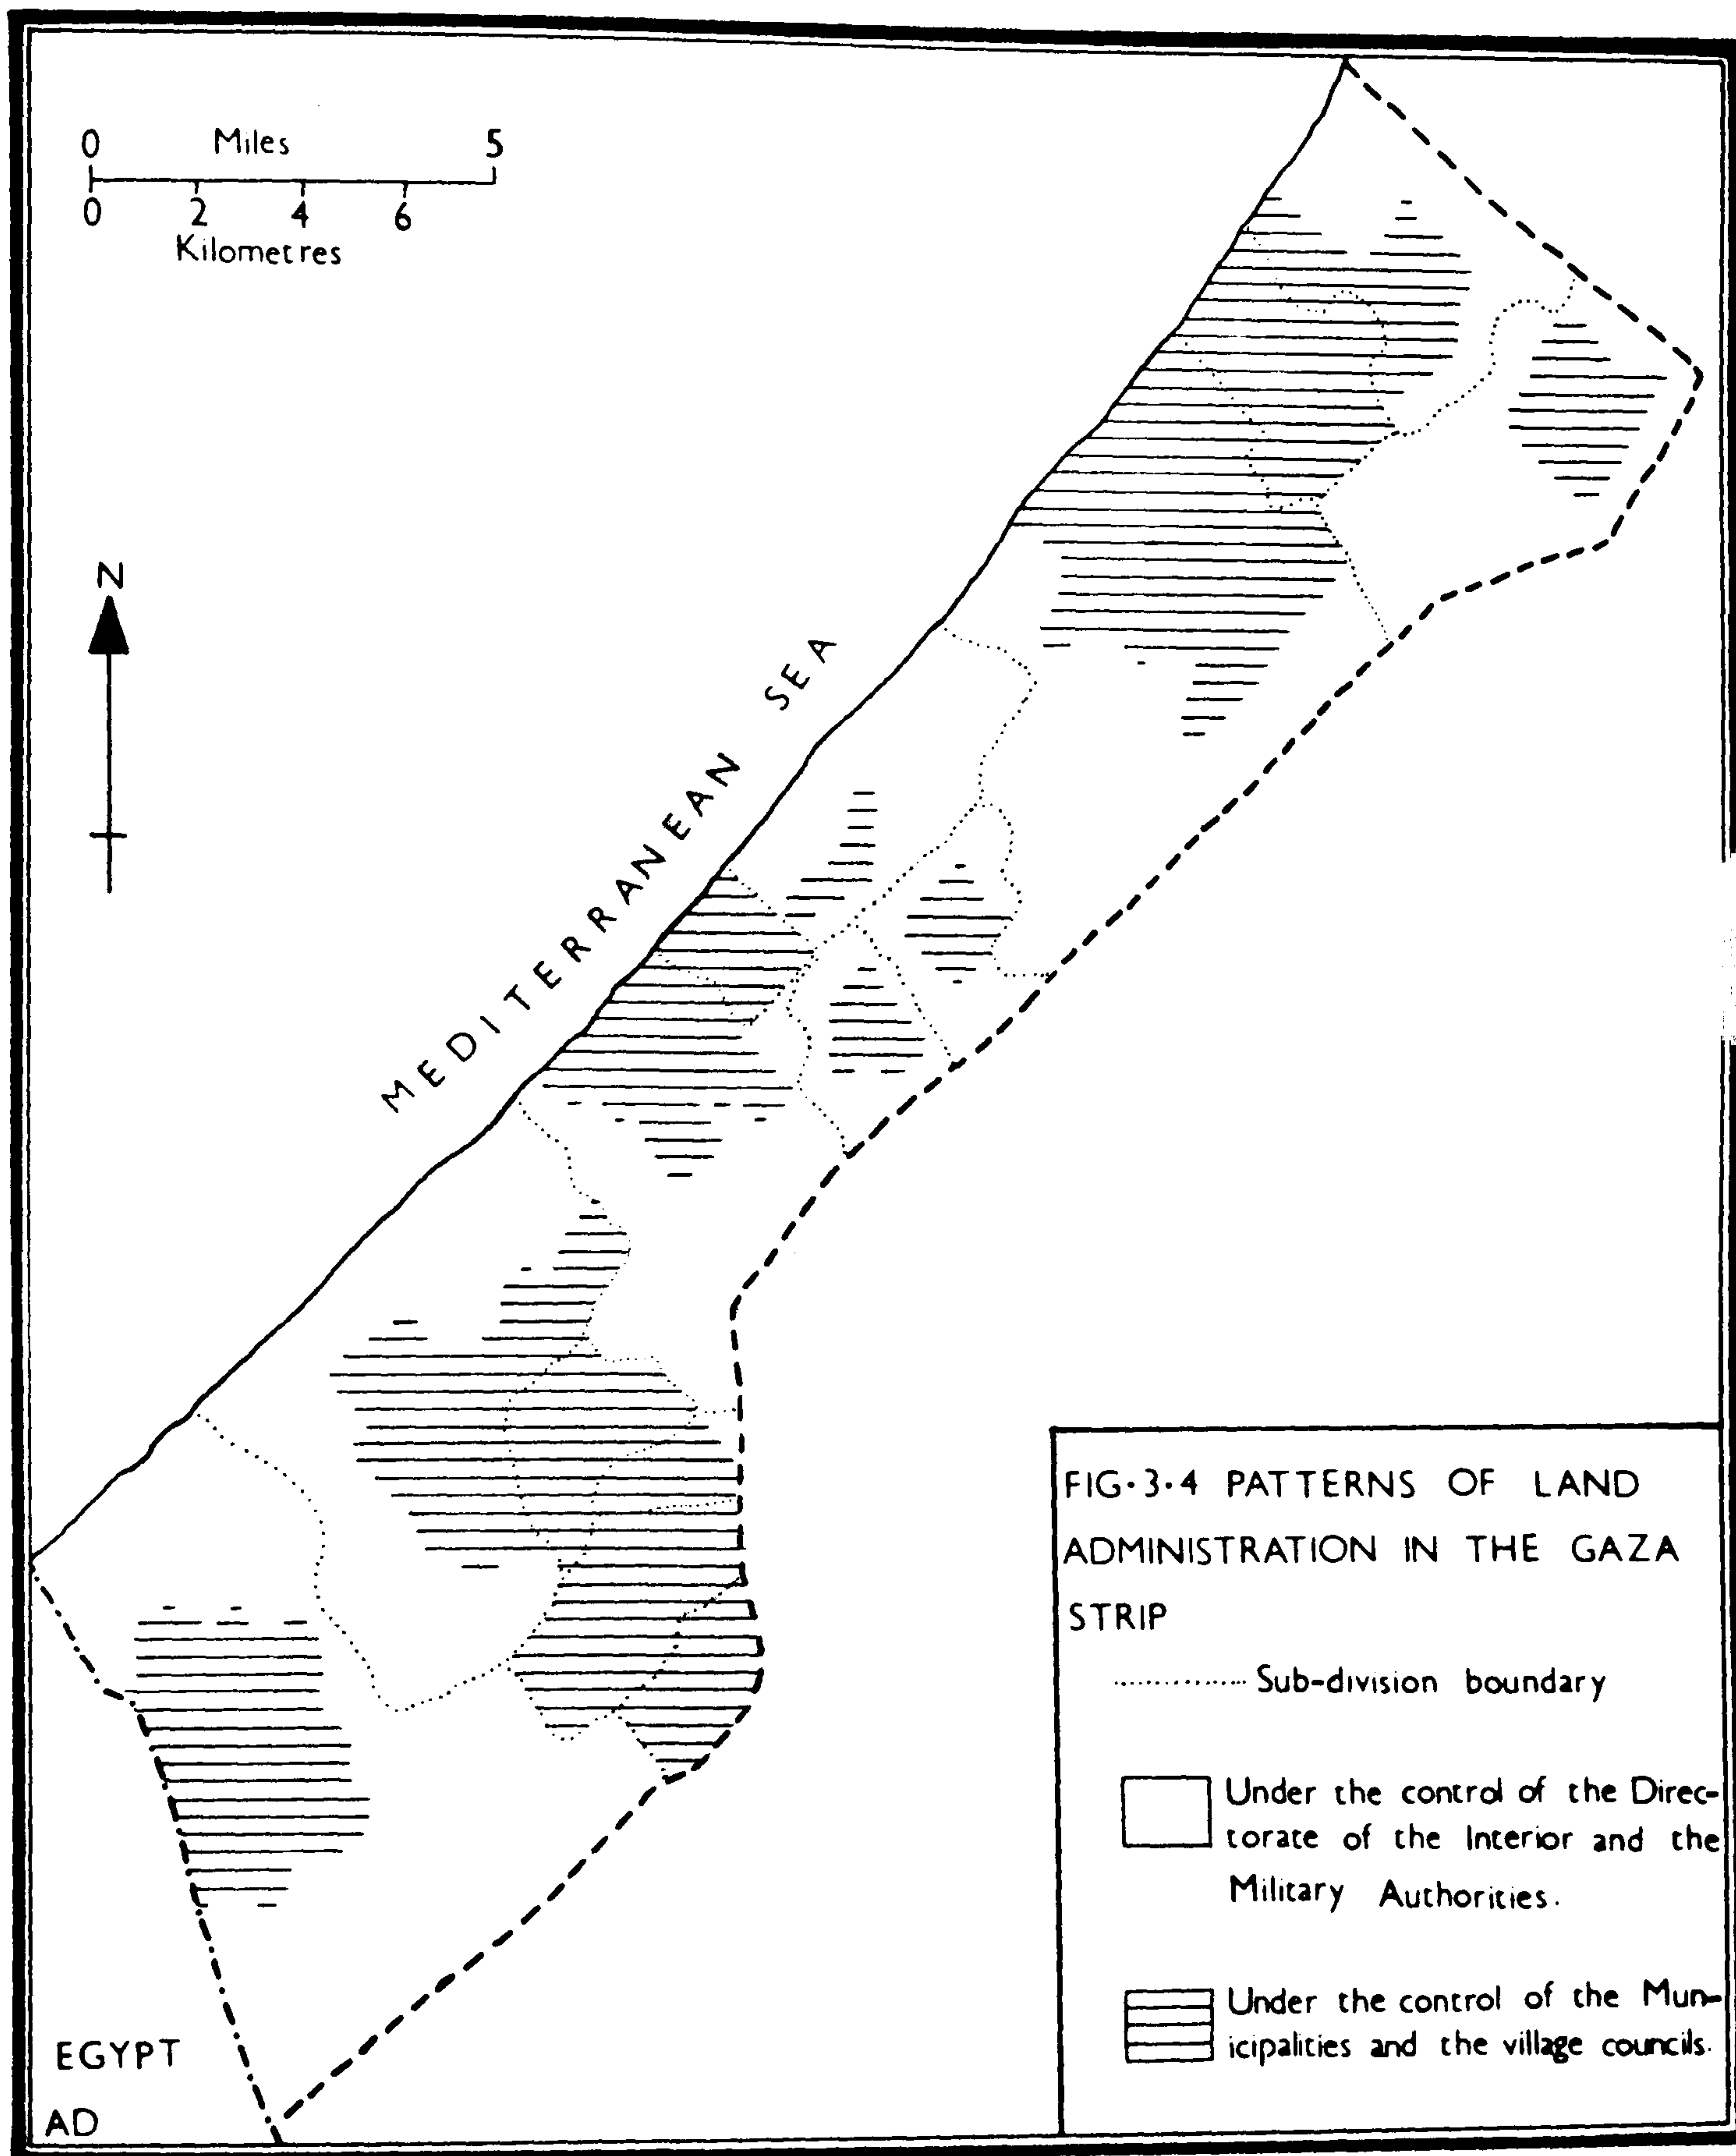 0 Miles 5
0 2 4 6
Kilometres
N
MEDITERRANEAN SEA
FIG·3·4 PATTERNS OF LAND
ADMINISTRATION IN THE GAZA
STRIP
Sub-division boundary
Under the control of the Direc-
torate of the Interior and the
Military Authorities.
Under the control of the Mun-
icipalities and the village councils.
EGYPT
AD